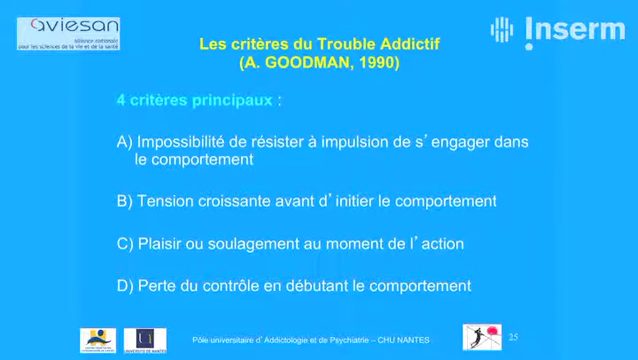 aviesan
alliance nationale
pour les sciences de la vie et de la santé
Inserm
Les critères du Trouble Addictif
(A. GOODMAN, 1990)
4 critères principaux :
A) Impossibilité de résister à impulsion de s’engager dans
le comportement
B) Tension croissante avant d’initier le comportement
C) Plaisir ou soulagement au moment de l’action
D) Perte du contrôle en débutant le comportement
UNIVERSITÉ DE NANTES
Pôle universitaire d’Addictologie et de Psychiatrie – CHU NANTES
25